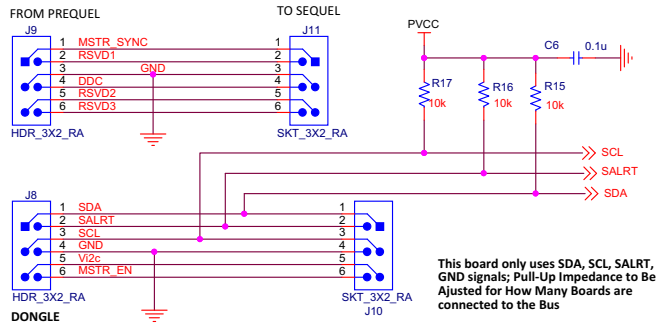 FROM PREQUEL
TO SEQUEL
J9
J11
1 MSTR_SYNC 1
2 RSVD1 2
3 GND 3
4 DDC 4
5 RSVD2 5
6 RSVD3 6
HDR_3X2_RA
SKT_3X2_RA
PVCC
C6
0.1u
R17
10k
R16
10k
R15
10k
SCL
SALRT
SDA
J8
1 SDA 1
2 SALRT 2
3 SCL 3
4 GND 4
5 Vi2c 5
6 MSTR_EN 6
HDR_3X2_RA
SKT_3X2_RA
J10
DONGLE
This board only uses SDA, SCL, SALRT,
GND signals; Pull-Up Impedance to Be
Ajusted for How Many Boards are
connected to the Bus